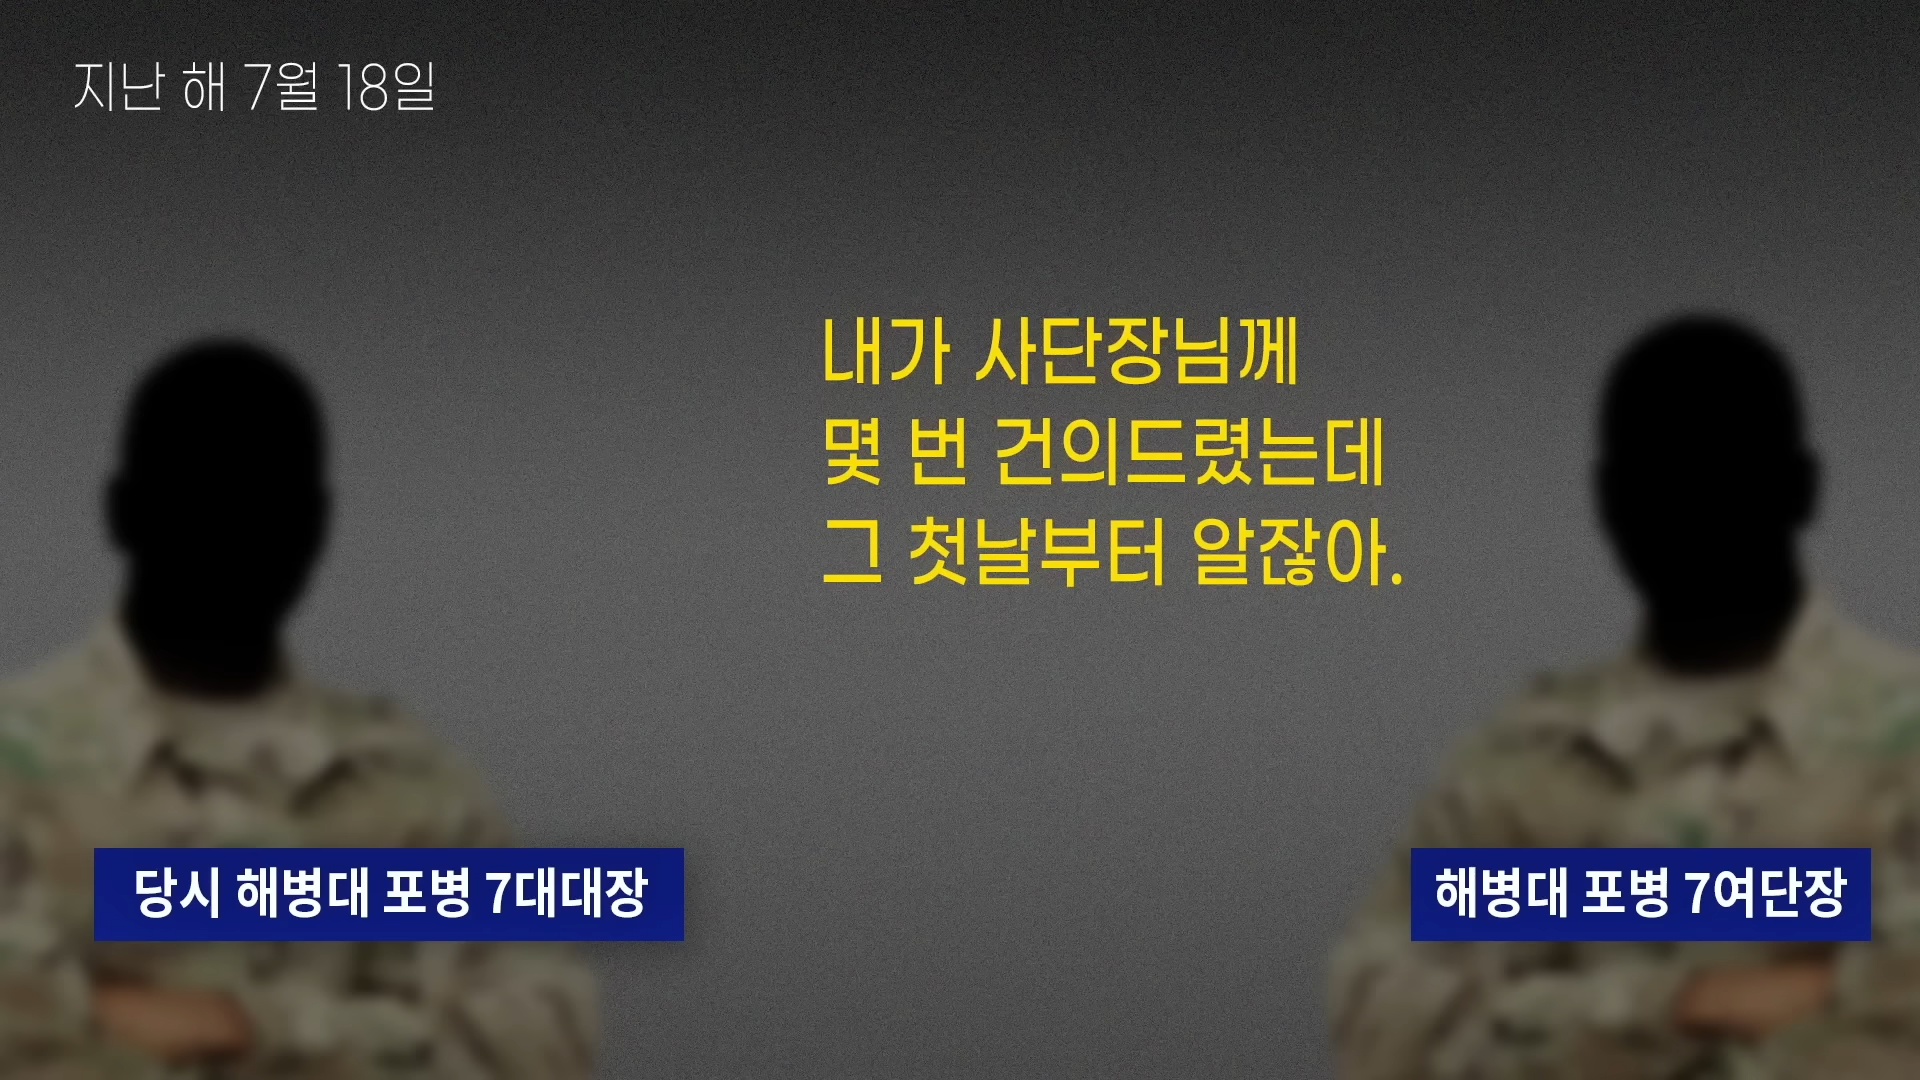 지난 해 7월 18일
내가 사단장님께
몇 번 건의드렸는데
그 첫날부터 알잖아.
당시 해병대 포병 7대대장
해병대 포병 7여단장